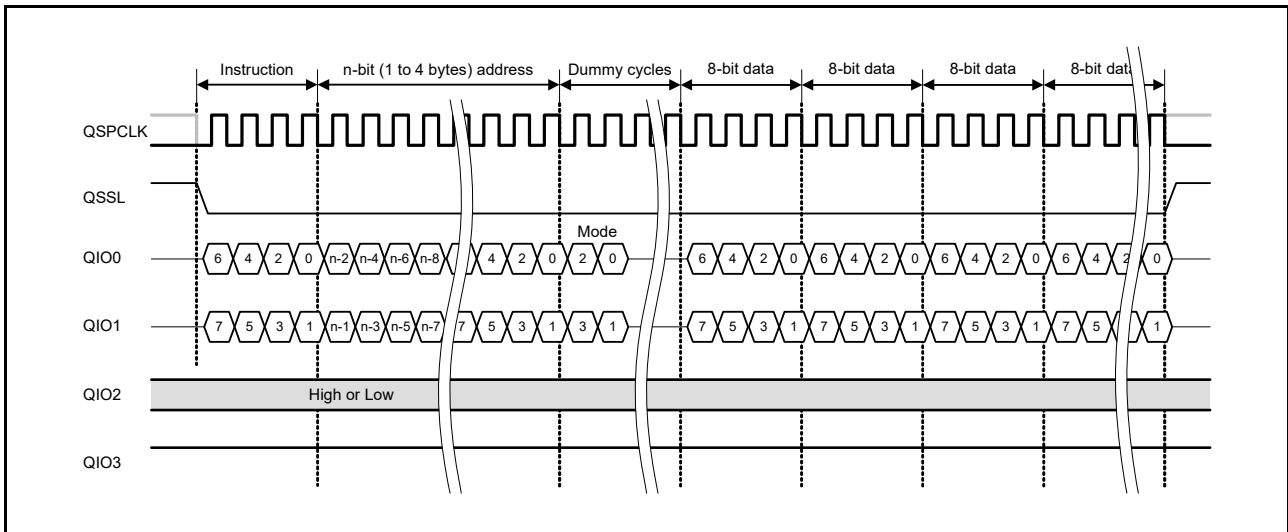 Instruction n-bit (1 to 4 bytes) address Dummy cycles 8-bit data 8-bit data 8-bit data 8-bit data
QSPCLK
QSSL
Mode
QIO0 6 4 2 0 n-2 n-4 n-6 n-8 4 2 0 2 0 6 4 2 0 6 4 2 0 6 4 2 0 6 4 2 0
QIO1 7 5 3 1 n-1 n-3 n-5 n-7 7 5 3 1 3 1 7 5 3 1 7 5 3 1 7 5 3 1 7 5 1
QIO2 High or Low
QIO3